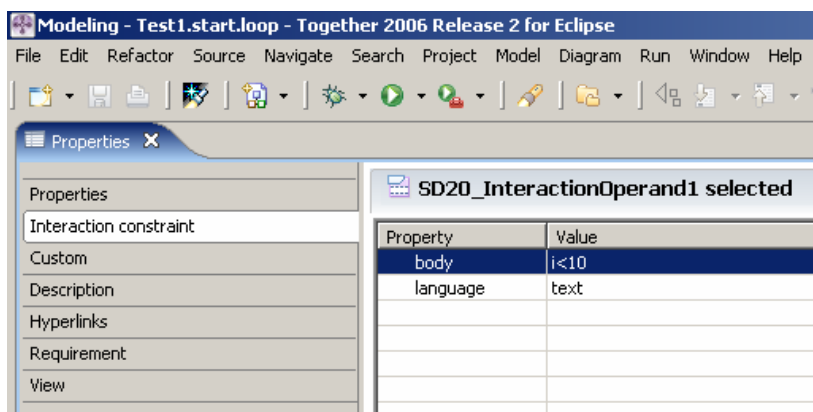 Modeling - Test1.start.loop - Together 2006 Release 2 for Eclipse
File Edit Refactor Source Navigate Search Project Model Diagram Run Window Help
Properties
Properties
Interaction constraint
Custom
Description
Hyperlinks
Requirement
View
SD20_InteractionOperand1 selected
Property Value
body i<10
language text